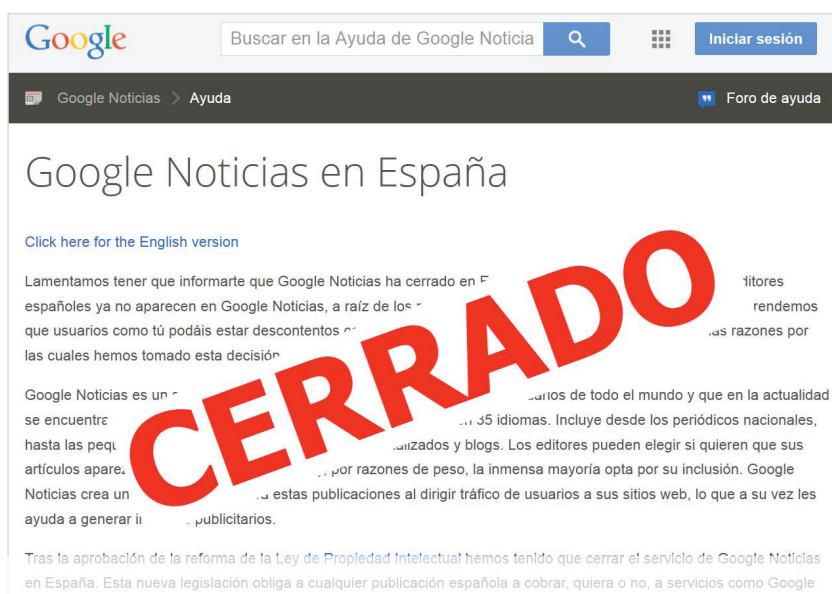 Google
Buscar en la Ayuda de Google Noticia
Iniciar sesión
Google Noticias > Ayuda
Foro de ayuda
Google Noticias en España
Click here for the English version
Lamentamos tener que informarte que Google Noticias ha cerrado en
españoles ya no aparecen en Google Noticias, a raíz de los
que usuarios como tú podáis estar descontentos razones por
las cuales hemos tomado esta decisión
CERRADO
Google Noticias es un de todo el mundo y que en la actualidad
se encuentra 35 idiomas. Incluye desde los periódicos nacionales,
hasta las y blogs. Los editores pueden elegir si quieren que sus
artículos por razones de peso, la inmensa mayoría opta por su inclusión. Google
Noticias crea un estas publicaciones al dirigir tráfico de usuarios a sus sitios web, lo que a su vez les
ayuda a generar publicitarios.
Tras la aprobación de la reforma de la Ley de Propiedad Intelectual hemos tenido que cerrar el servicio de Google Noticias
en España. Esta nueva legislación obliga a cualquier publicación española a cobrar, quiera o no, a servicios como Google